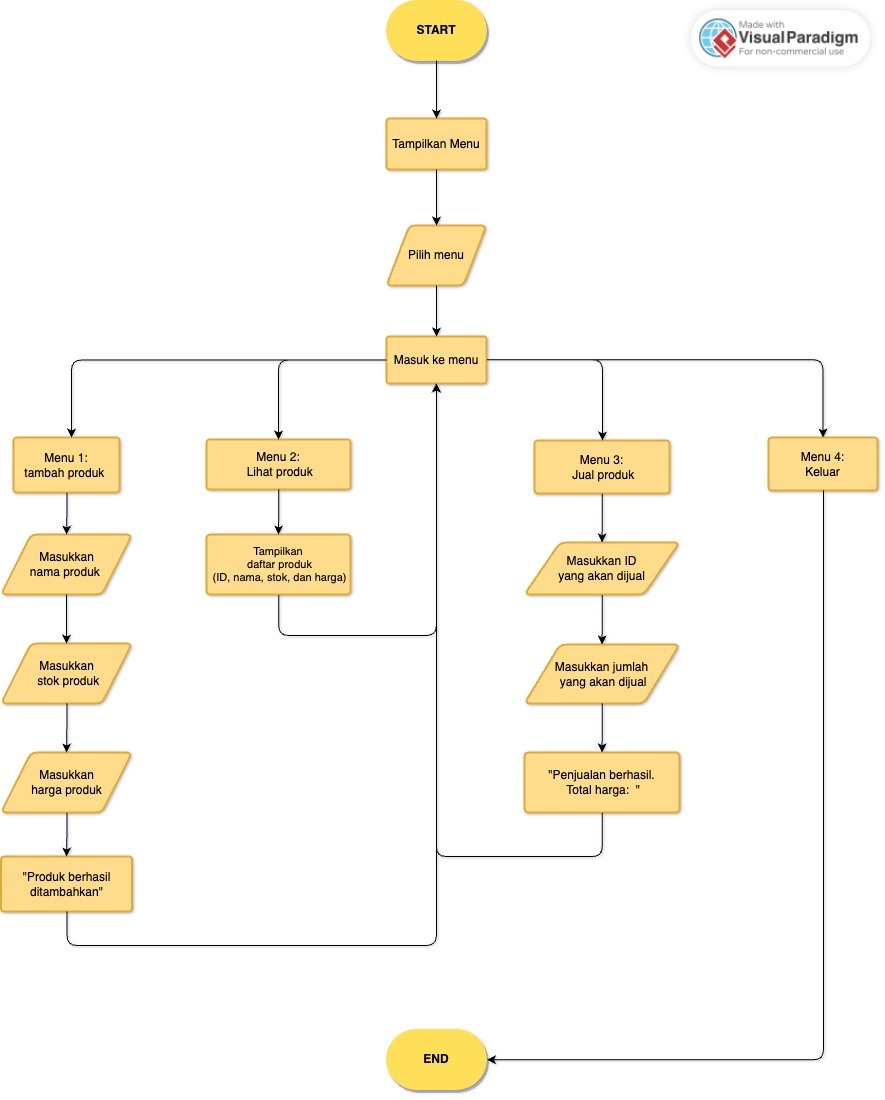 START
Made with
Visual Paradigm
For non-commercial use
Tampilkan Menu
Pilih menu
Masuk ke menu
Menu 1:
tambah produk
Masukkan
nama produk
Masukkan
stok produk
Masukkan
harga produk
"Produk berhasil
ditambahkan"
Menu 2:
Lihat produk
Tampilkan
daftar produk
(ID, nama, stok, dan harga)
Menu 3:
Jual produk
Masukkan ID
yang akan dijual
Masukkan jumlah
yang akan dijual
"Penjualan berhasil.
Total harga:  "
Menu 4:
Keluar
END